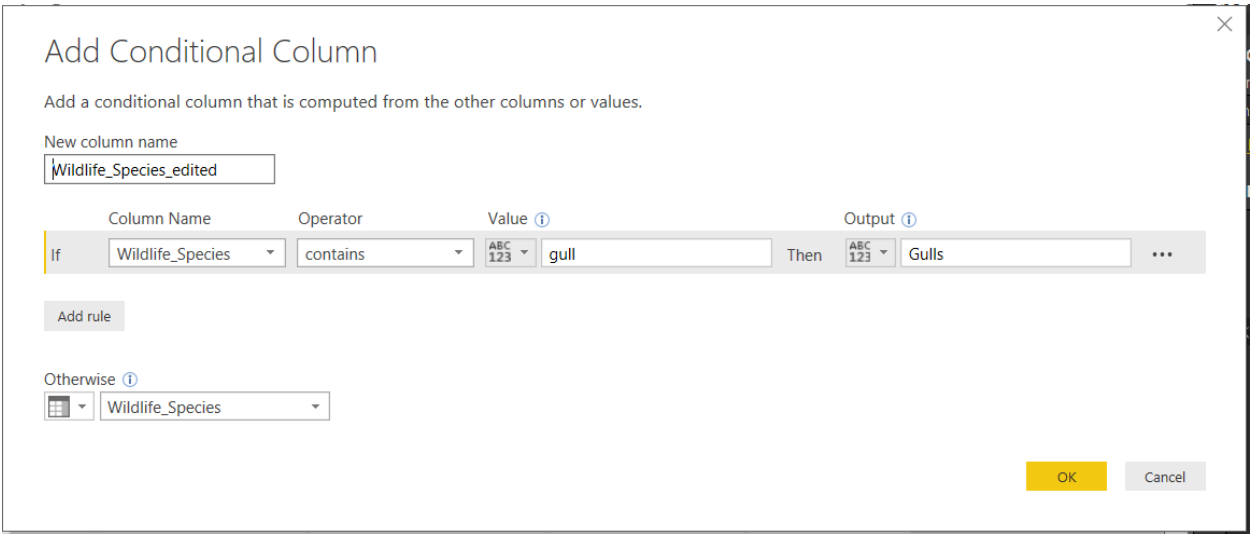 Add Conditional Column
Add a conditional column that is computed from the other columns or values.
New column name
Wildlife_Species_edited
Column Name Operator Value Output
If Wildlife_Species contains ABC 123 gull Then ABC 123 Gulls ...
Add rule
Otherwise
Wildlife_Species
OK Cancel